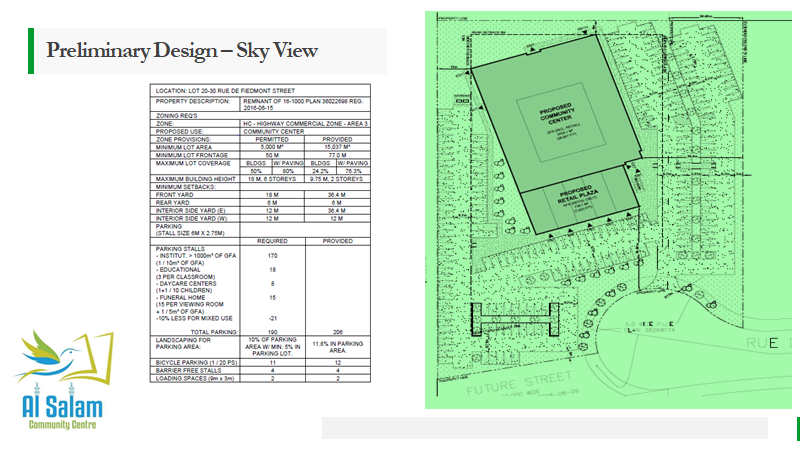 Preliminary Design – Sky View
LOCATION: LOT 20-30 RUE DE FIEDMONT STREET
PROPERTY DESCRIPTION: REMNANT OF 16-1000 PLAN 36022698 REG.
2016-06-15
ZONING REQ'S
ZONE: HC - HIGHWAY COMMERCIAL ZONE - AREA 3
PROPOSED USE: COMMUNITY CENTER
ZONE PROVISIONS: PERMITTED PROVIDED
MINIMUM LOT AREA 5,000 M² 15,037 M²
MINIMUM LOT FRONTAGE 50 M 77.0 M
MAXIMUM LOT COVERAGE BLDGS W/ PAVING BLDGS W/ PAVING
50% 80% 24.2% 76.3%
MAXIMUM BUILDING HEIGHT 18 M, 6 STOREYS 9.75 M, 2 STOREYS
MINIMUM SETBACKS:
FRONT YARD 18 M 36.4 M
REAR YARD 6 M 6 M
INTERIOR SIDE YARD (E) 12 M 36.4 M
INTERIOR SIDE YARD (W) 12 M 12 M
PARKING
(STALL SIZE 6M X 2.75M)
REQUIRED PROVIDED
PARKING STALLS
- INSTITUT. > 1000m² OF GFA 170
(1 / 10m² OF GFA)
- EDUCATIONAL 18
(3 PER CLASSROOM)
- DAYCARE CENTERS 8
(1+1 / 10 CHILDREN)
- FUNERAL HOME 15
(15 PER VIEWING ROOM
+ 1 / 5m² OF GFA)
-10% LESS FOR MIXED USE -21
TOTAL PARKING: 190 206
LANDSCAPING FOR
PARKING AREA: 10% OF PARKING
AREA W/ MIN. 5% IN
PARKING LOT. 11.8% IN PARKING
AREA.
BICYCLE PARKING (1 / 20 PS) 11 12
BARRIER FREE STALLS 4 4
LOADING SPACES (9m x 3m) 2 2
Al Salam
Community Centre
PROPERTY LINE
PROPOSED
COMMUNITY
CENTER
PROPOSED
RETAIL PLAZA
RUE D
FUTURE STREET
PROPERTY LINE